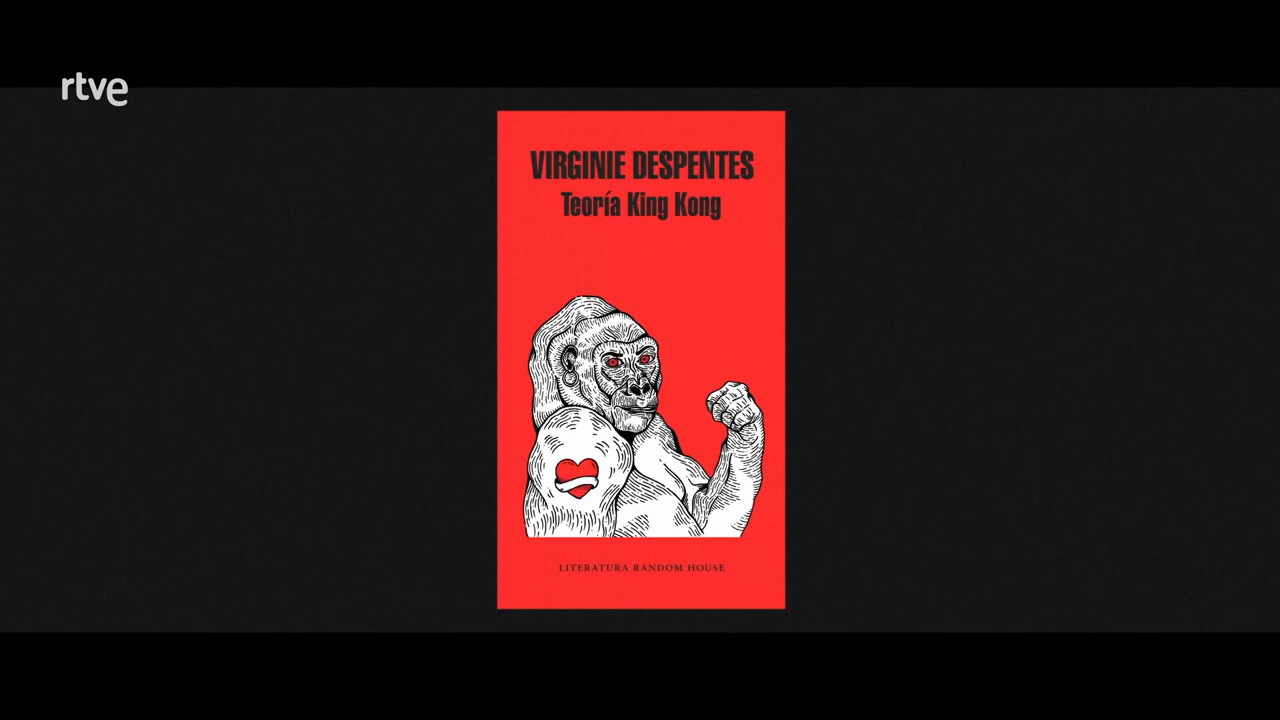 rtve
VIRGINIE DESPENTES
Teoría King Kong
LITERATURA RANDOM HOUSE